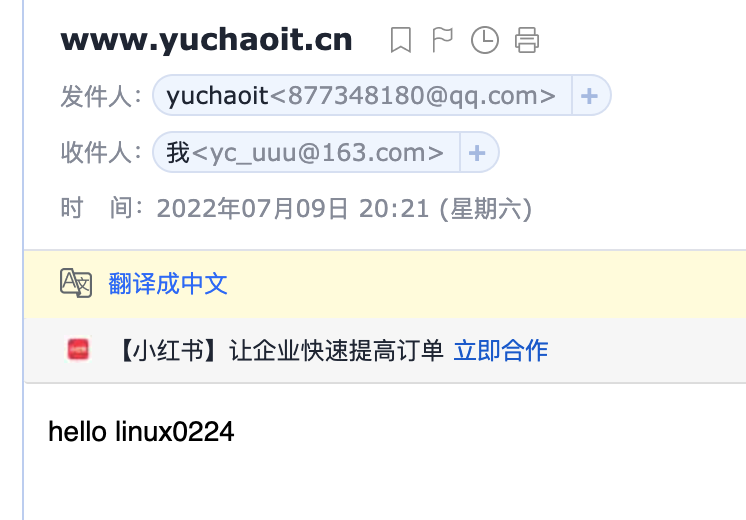 www.yuchaoit.cn
发件人： yuchaoit<877348180@qq.com> +
收件人： 我<yc_uuu@163.com> +
时 间： 2022年07月09日 20:21 (星期六)
翻译成中文
【小红书】让企业快速提高订单 立即合作
hello linux0224